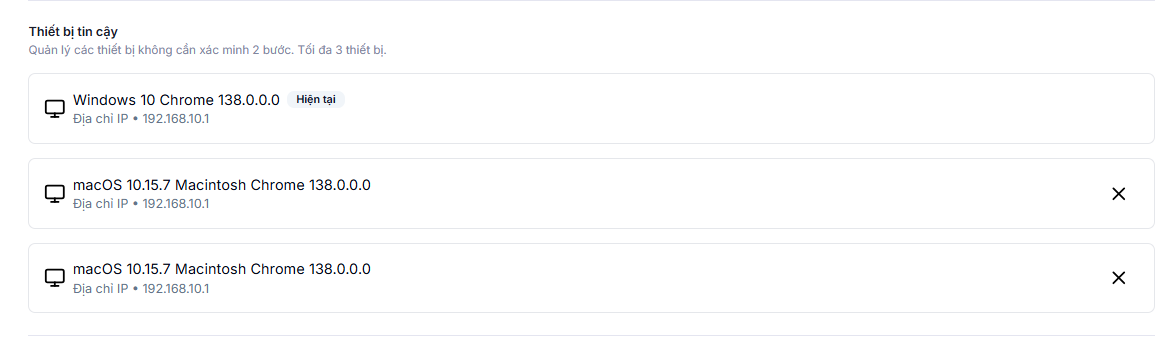 Thiết bị tin cậy
Quản lý các thiết bị không cần xác minh 2 bước. Tối đa 3 thiết bị.
Windows 10 Chrome 138.0.0.0 Hiện tại
Địa chỉ IP • 192.168.10.1
macOS 10.15.7 Macintosh Chrome 138.0.0.0
Địa chỉ IP • 192.168.10.1
macOS 10.15.7 Macintosh Chrome 138.0.0.0
Địa chỉ IP • 192.168.10.1